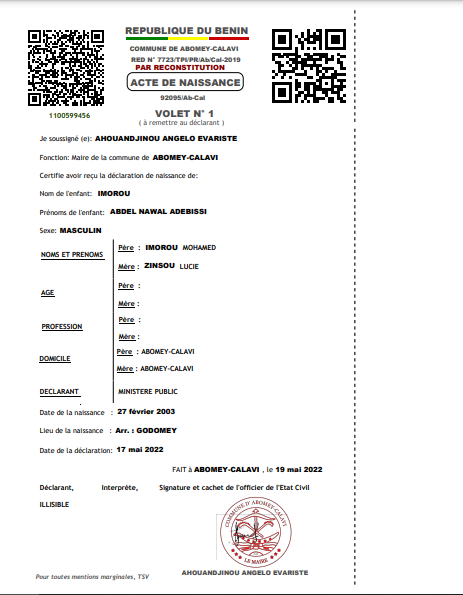 REPUBLIQUE DU BENIN
COMMUNE DE ABOMEY-CALAVI
RED N° 7723/TPI/PR/Ab/Cal-2019
PAR RECONSTITUTION
ACTE DE NAISSANCE
92095/Ab-Cal
1100599456
VOLET N° 1
( à remettre au déclarant )
Je soussigné (e): AHOUANDJINOU ANGELO EVARISTE
Fonction: Maire de la commune de ABOMEY-CALAVI
Certifie avoir reçu la déclaration de naissance de:
Nom de l'enfant: IMOROU
Prénoms de l'enfant: ABDEL NAWAL ADEBISSI
Sexe: MASCULIN
NOMS ET PRENOMS
Père : IMOROU MOHAMED
Mère : ZINSOU LUCIE
AGE
Père :
Mère :
PROFESSION
Père :
Mère :
DOMICILE
Père : ABOMEY-CALAVI
Mère : ABOMEY-CALAVI
DECLARANT MINISTERE PUBLIC
Date de la naissance : 27 février 2003
Lieu de la naissance : Arr. : GODOMEY
Date de la déclaration: 17 mai 2022
FAIT à ABOMEY-CALAVI , le 19 mai 2022
Déclarant, Interprète, Signature et cachet de l'officier de l'Etat Civil
ILLISIBLE
COMMUNE D'ABOMEY-CALAVI
LE MAIRE
AHOUANDJINOU ANGELO EVARISTE
Pour toutes mentions marginales, TSV